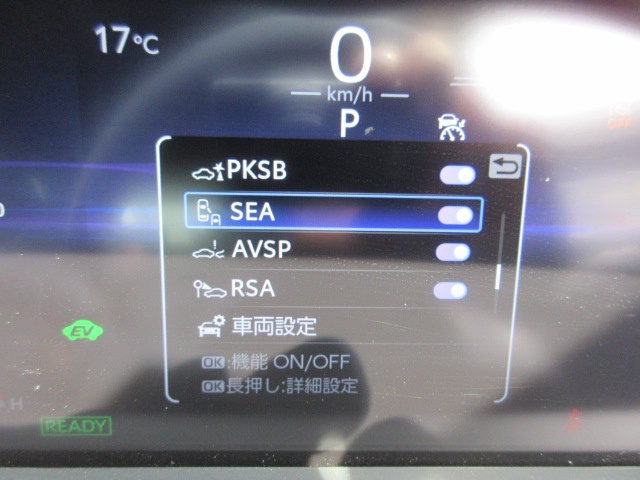 17℃
0
km/h
P
PKSB
SEA
AVSP
RSA
車両設定
OK:機能 ON/OFF
OK長押し:詳細設定
EV
H
READY